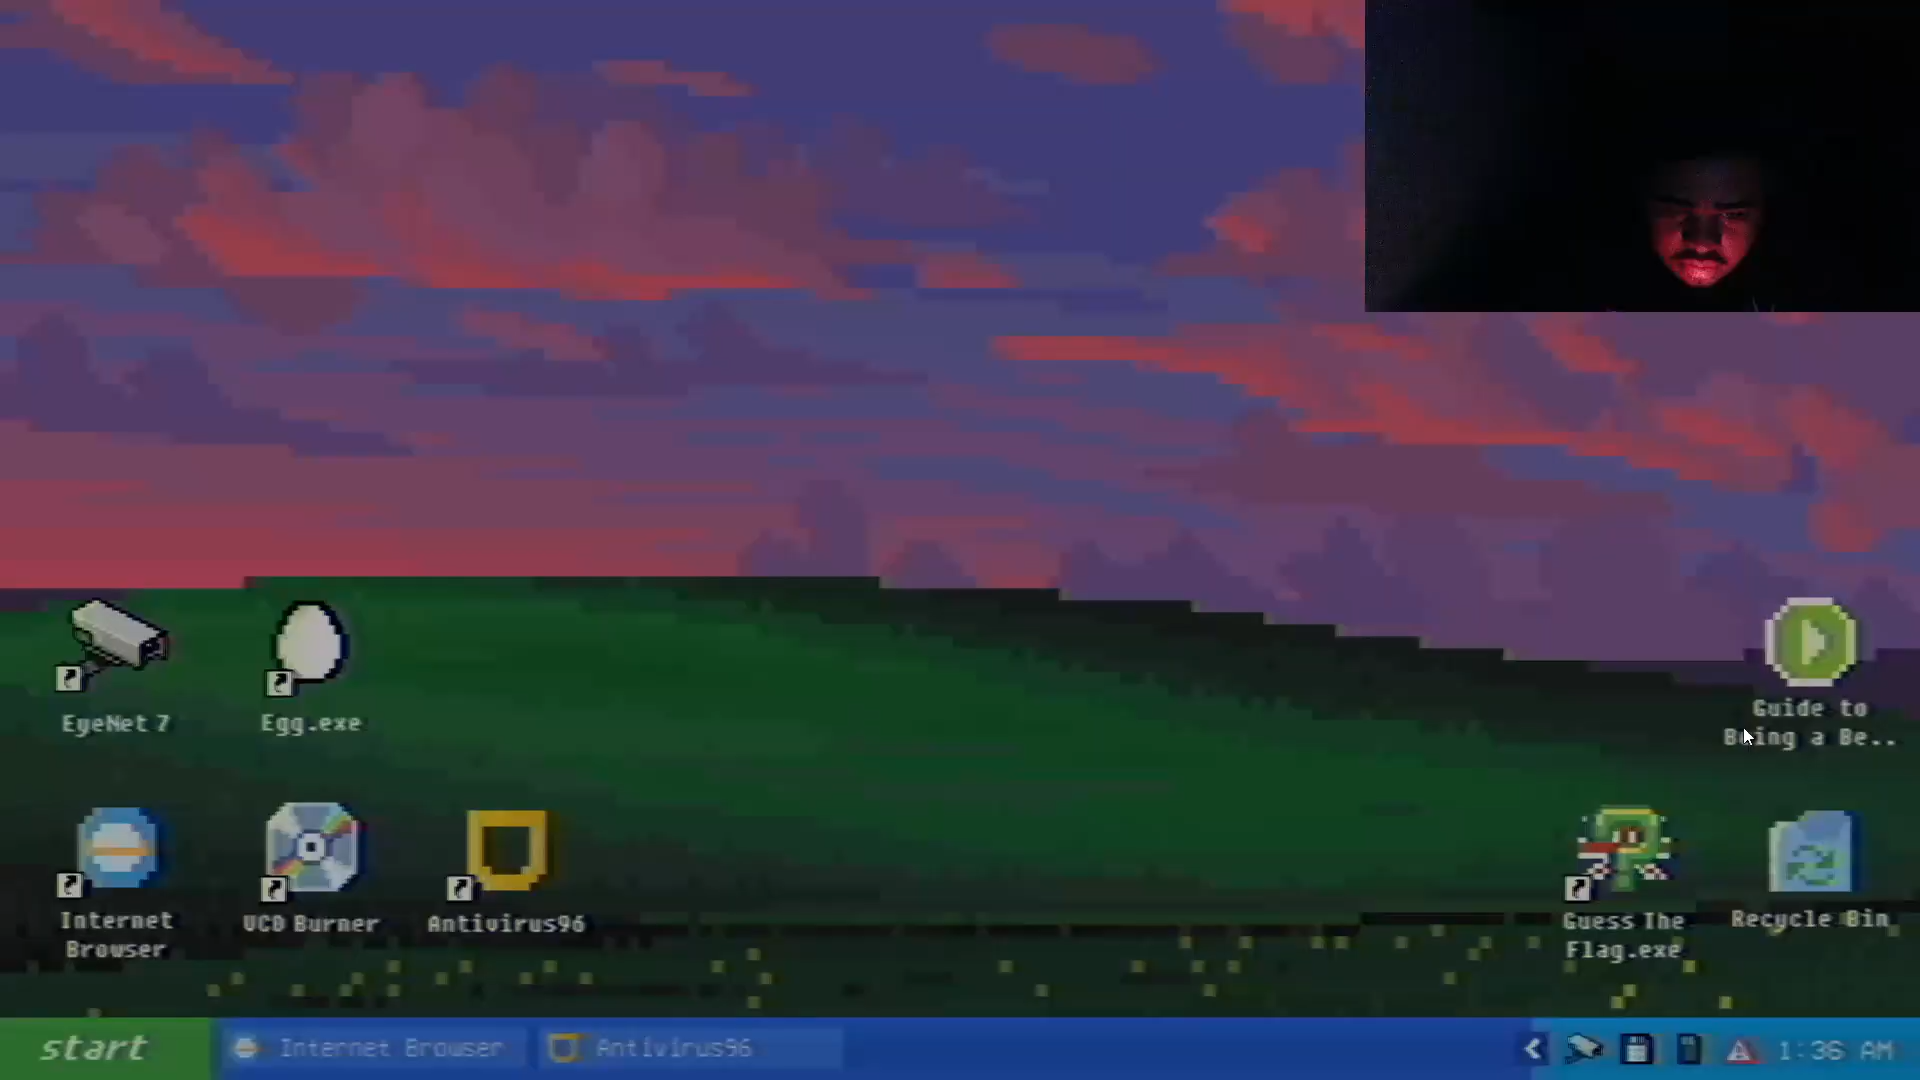 EyeNet 7
Egg.exe
Guide to
Being a Be..
Internet
Browser
VCD Burner
Antivirus96
Guess The
Flag.exe
Recycle Bin
start
Internet Browser
Antivirus96
1:36 AM